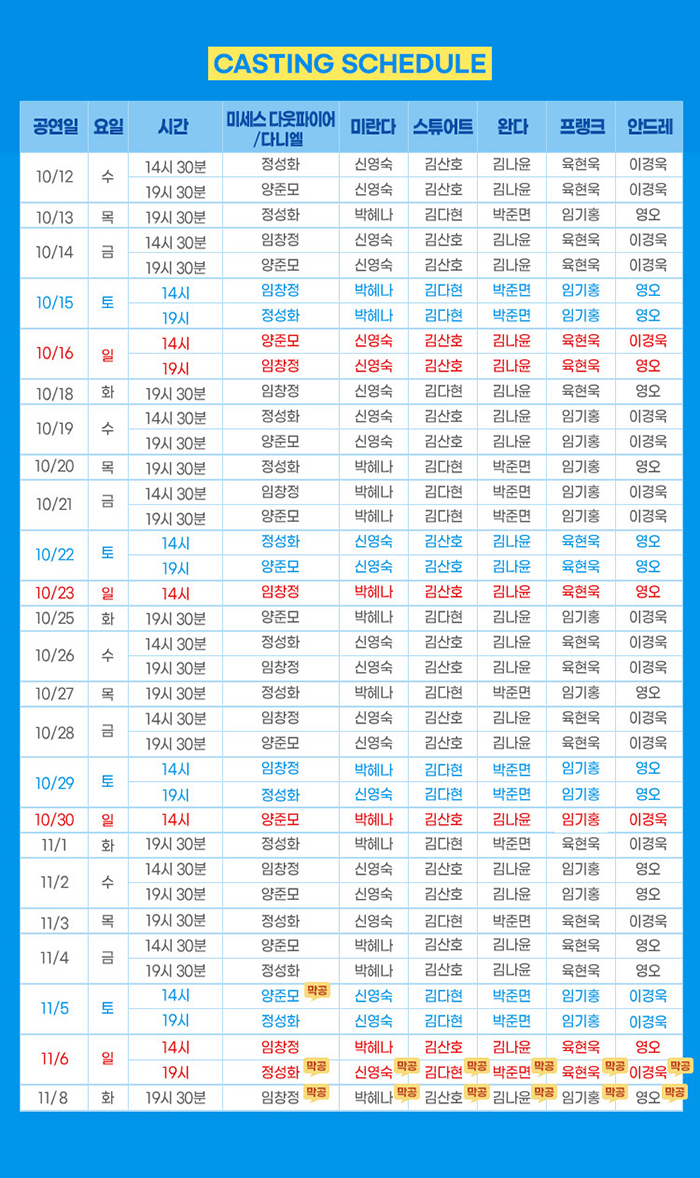 CASTING SCHEDULE
공연일 요일 시간 미세스 다웃파이어/다니엘 미란다 스튜어트 완다 프랭크 안드레
10/12 수 14시 30분 정성화 신영숙 김산호 김나윤 육현욱 이경욱
19시 30분 양준모 신영숙 김산호 김나윤 육현욱 이경욱
10/13 목 19시 30분 정성화 박혜나 김다현 박준면 임기홍 영오
10/14 금 14시 30분 임창정 신영숙 김산호 김나윤 육현욱 이경욱
19시 30분 양준모 신영숙 김산호 김나윤 육현욱 이경욱
10/15 토 14시 임창정 박혜나 김다현 박준면 임기홍 영오
19시 정성화 박혜나 김다현 박준면 임기홍 영오
10/16 일 14시 양준모 신영숙 김산호 김나윤 육현욱 이경욱
19시 임창정 신영숙 김산호 김나윤 육현욱 영오
10/18 화 19시 30분 임창정 신영숙 김다현 김나윤 육현욱 영오
10/19 수 14시 30분 정성화 신영숙 김산호 김나윤 임기홍 이경욱
19시 30분 양준모 신영숙 김산호 김나윤 임기홍 이경욱
10/20 목 19시 30분 정성화 박혜나 김다현 박준면 임기홍 영오
10/21 금 14시 30분 임창정 박혜나 김다현 박준면 임기홍 이경욱
19시 30분 양준모 박혜나 김다현 박준면 임기홍 이경욱
10/22 토 14시 정성화 신영숙 김산호 김나윤 육현욱 영오
19시 양준모 신영숙 김산호 김나윤 육현욱 영오
10/23 일 14시 임창정 박혜나 김산호 김나윤 육현욱 영오
10/25 화 19시 30분 양준모 박혜나 김다현 김나윤 임기홍 이경욱
10/26 수 14시 30분 정성화 신영숙 김산호 김나윤 육현욱 이경욱
19시 30분 임창정 신영숙 김산호 김나윤 육현욱 이경욱
10/27 목 19시 30분 정성화 박혜나 김다현 박준면 임기홍 영오
10/28 금 14시 30분 임창정 신영숙 김산호 김나윤 육현욱 이경욱
19시 30분 양준모 신영숙 김산호 김나윤 육현욱 이경욱
10/29 토 14시 임창정 박혜나 김다현 박준면 임기홍 영오
19시 정성화 신영숙 김다현 박준면 임기홍 영오
10/30 일 14시 양준모 박혜나 김산호 김나윤 임기홍 이경욱
11/1 화 19시 30분 정성화 박혜나 김다현 박준면 육현욱 이경욱
11/2 수 14시 30분 임창정 신영숙 김산호 김나윤 임기홍 영오
19시 30분 양준모 신영숙 김산호 김나윤 임기홍 영오
11/3 목 19시 30분 정성화 신영숙 김다현 박준면 육현욱 이경욱
11/4 금 14시 30분 양준모 박혜나 김산호 김나윤 육현욱 영오
19시 30분 정성화 박혜나 김산호 김나윤 육현욱 영오
11/5 토 14시 양준모 막공 신영숙 김다현 박준면 임기홍 이경욱
19시 정성화 신영숙 김다현 박준면 임기홍 이경욱
11/6 일 14시 임창정 박혜나 김산호 김나윤 육현욱 영오
19시 정성화 막공 신영숙 막공 김다현 막공 박준면 막공 육현욱 막공 이경욱 막공
11/8 화 19시 30분 임창정 막공 박혜나 막공 김산호 막공 김나윤 막공 임기홍 막공 영오 막공